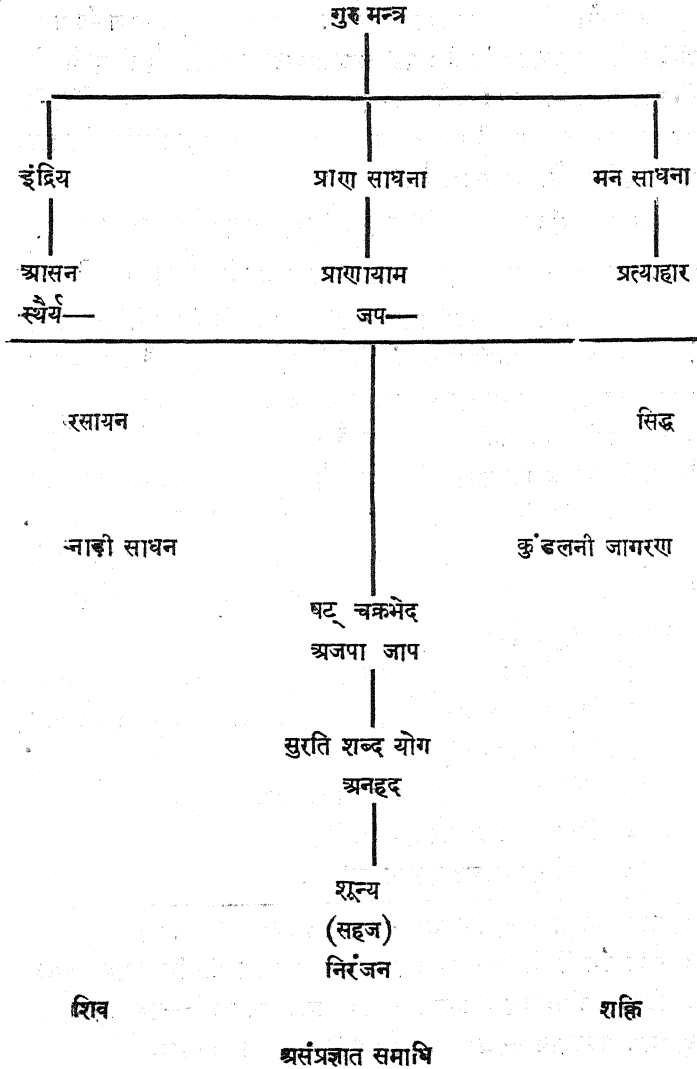 गुरु मन्त्र
इंद्रिय प्राण साधना मन साधना
आसन प्राणायाम प्रत्याहार
स्थैर्य— जप—
रसायन सिद्ध
नाड़ी साधन कुंडलनी जागरण
षट् चक्रभेद
अजपा जाप
सुरति शब्द योग
अनहद
शून्य
(सहज)
निरंजन
शिव शक्ति
असंप्रज्ञात समाधि